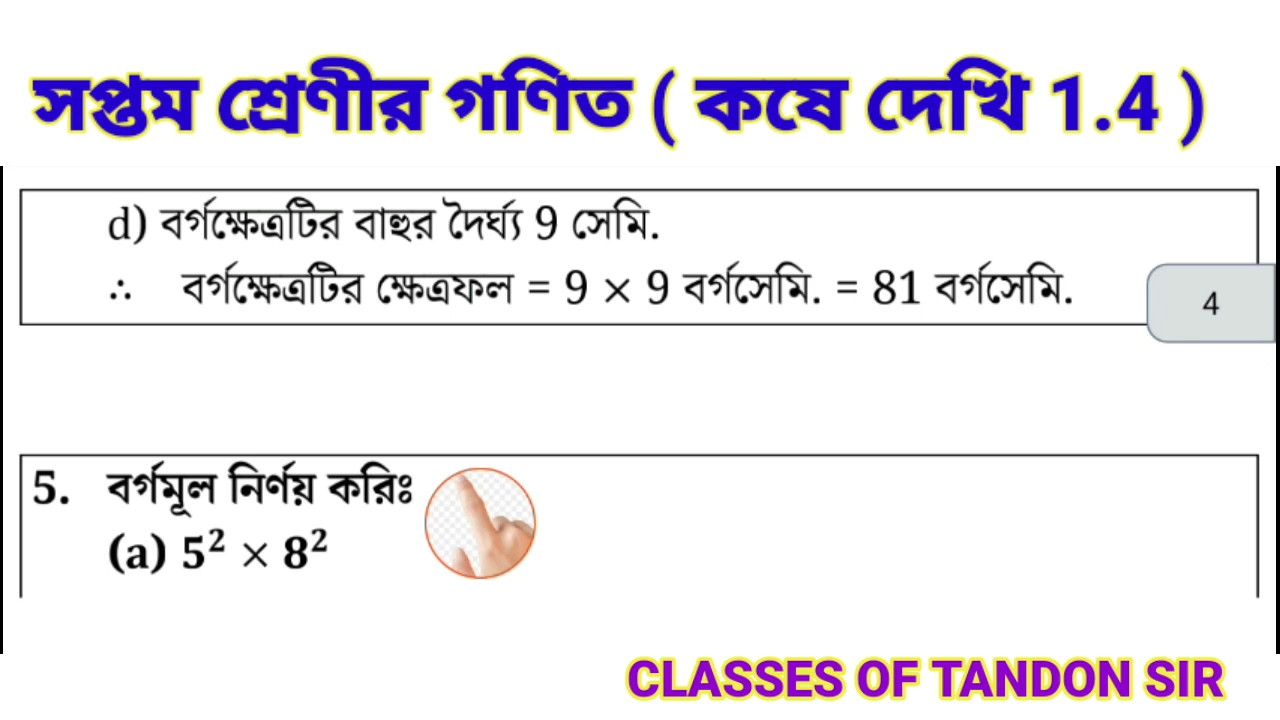 সপ্তম শ্রেণীর গণিত ( কষে দেখি 1.4 )
d) বর্গক্ষেত্রটির বাহুর দৈর্ঘ্য 9 সেমি.
∴ বর্গক্ষেত্রটির ক্ষেত্রফল = 9 × 9 বর্গসেমি. = 81 বর্গসেমি.
4
5. বর্গমূল নির্ণয় করিঃ
(a) 5² × 8²
CLASSES OF TANDON SIR